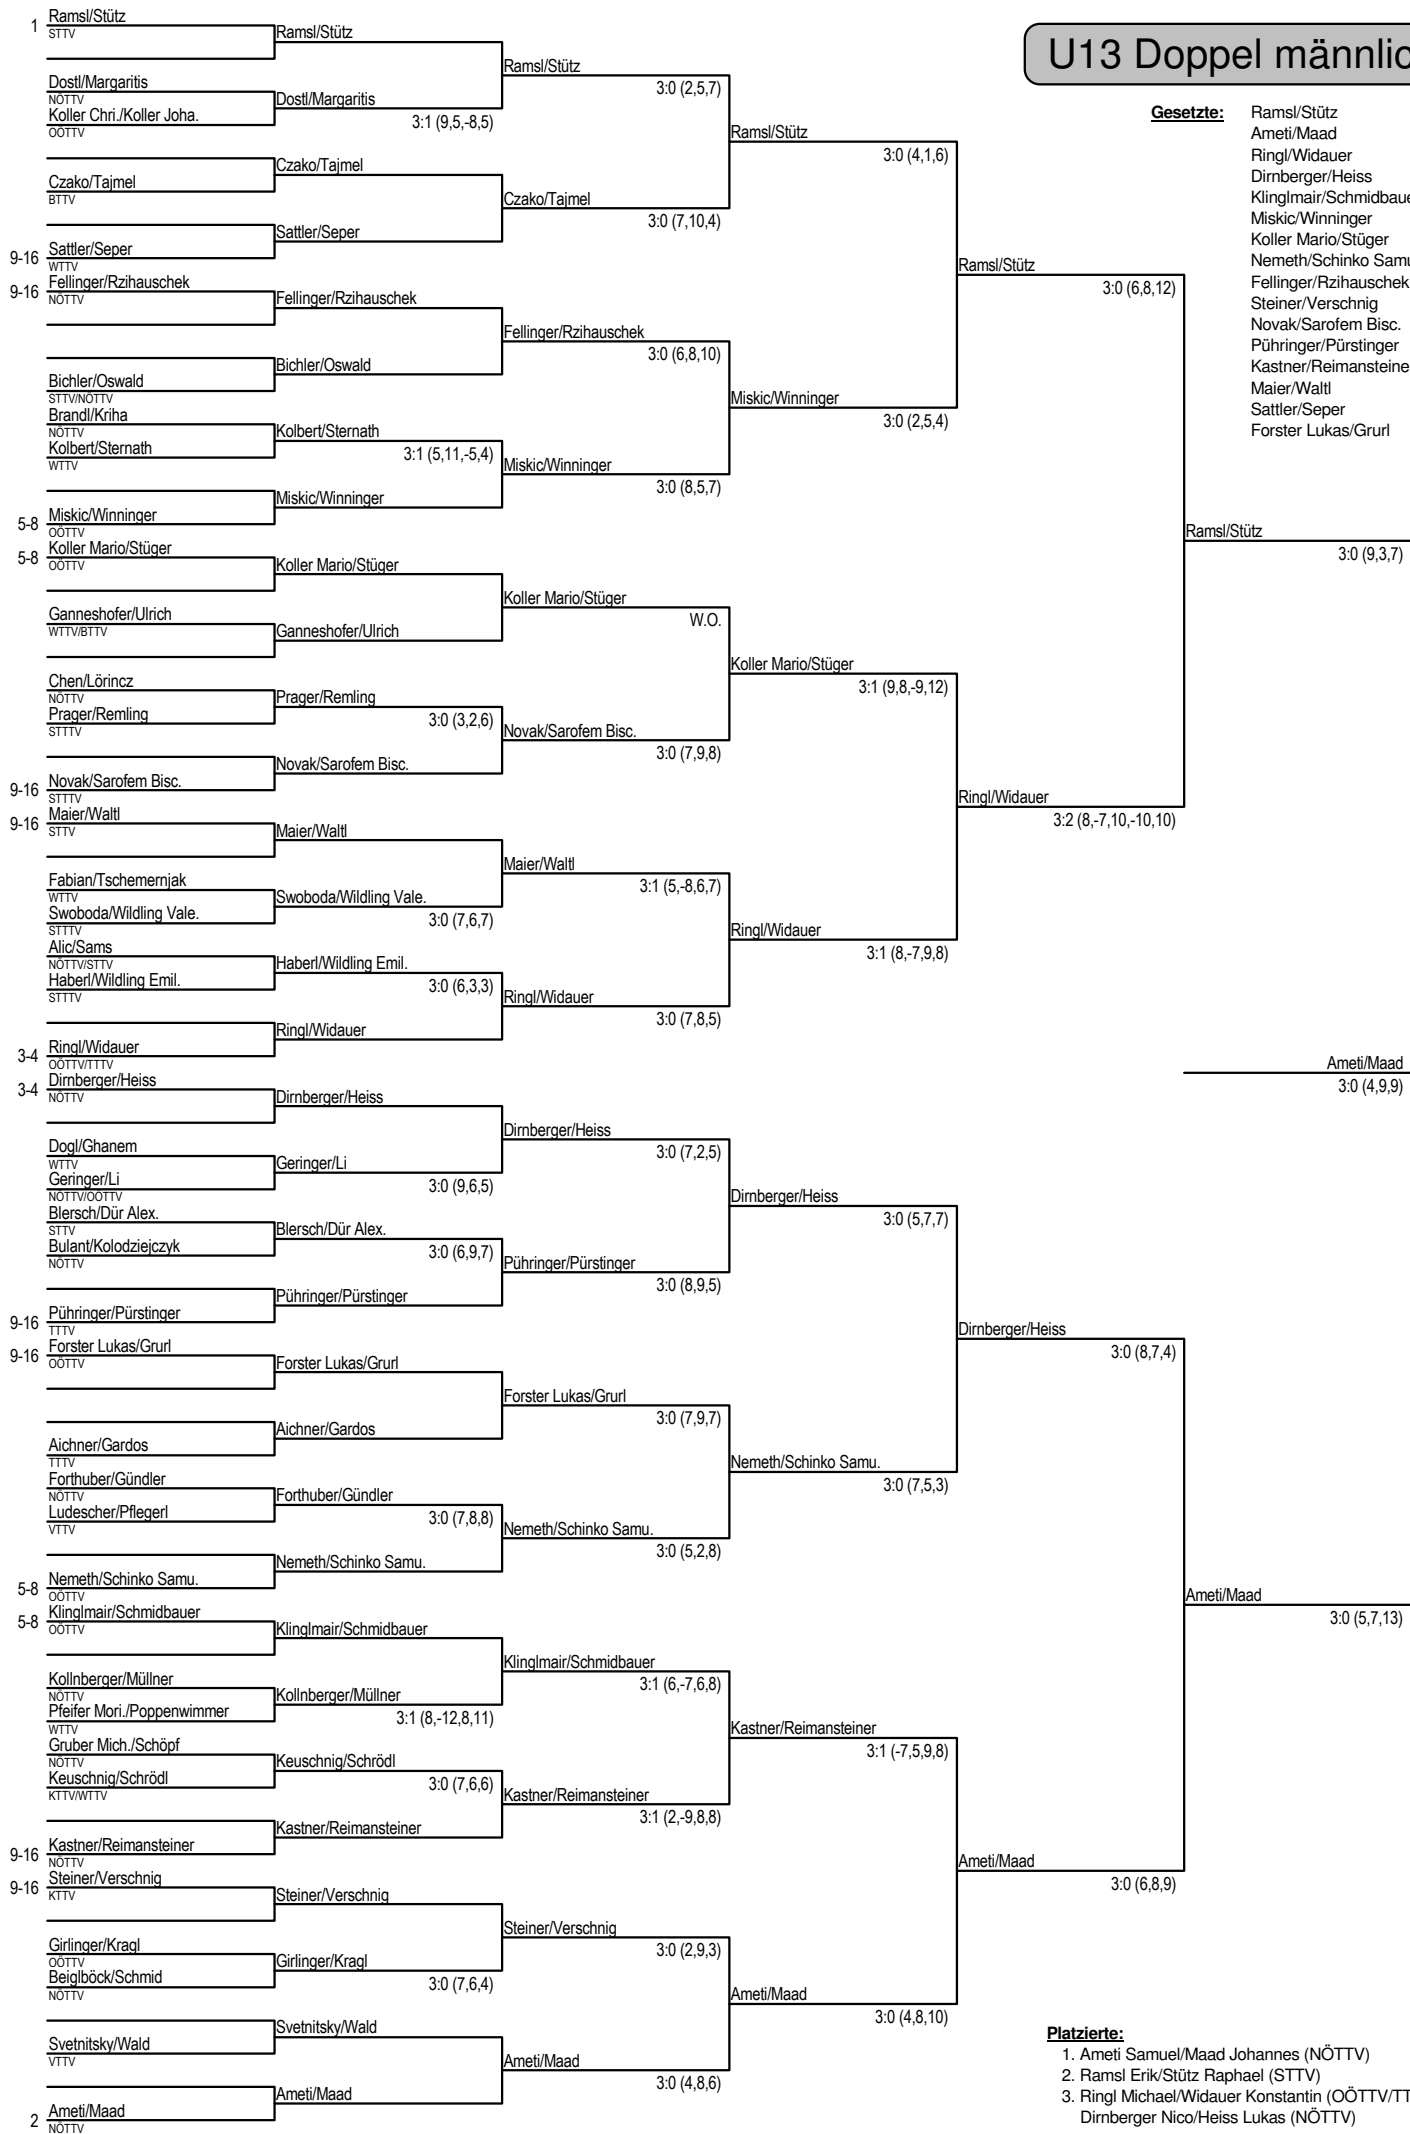 U13 Doppel männlic
Gesetzte:
Ramsl/Stütz
Ameti/Maad
Ringl/Widauer
Dirnberger/Heiss
Klinglmair/Schmidbaue
Miskic/Winninger
Koller Mario/Stüger
Nemeth/Schinko Samu
Fellinger/Rzihauschek
Steiner/Verschnig
Novak/Sarofem Bisc.
Pühringer/Pürstinger
Kastner/Reimansteine
Maier/Waltl
Sattler/Seper
Forster Lukas/Grurl
1 Ramsl/Stütz
STTV
Dostl/Margaritis
NÖTTV
Koller Chri./Koller Joha.
OÖTTV
Czako/Tajmel
BTTV
9-16 Sattler/Seper
WTTV
9-16 Fellinger/Rzihauschek
NÖTTV
Bichler/Oswald
STTV/NÖTTV
Brandl/Kriha
NÖTTV
Kolbert/Sternath
WTTV
5-8 Miskic/Winninger
OÖTTV
5-8 Koller Mario/Stüger
OÖTTV
Ganneshofer/Ulrich
WTTV/BTTV
Chen/Lörincz
NÖTTV
Prager/Remling
STTTV
9-16 Novak/Sarofem Bisc.
STTTV
9-16 Maier/Waltl
STTV
Fabian/Tschemernjak
WTTV
Swoboda/Wildling Vale.
STTTV
Alic/Sams
NÖTTV/STTV
Haberl/Wildling Emil.
STTTV
3-4 Ringl/Widauer
OÖTTV/TTTV
3-4 Dirnberger/Heiss
NÖTTV
Dogl/Ghanem
WTTV
Geringer/Li
NÖTTV/OÖTTV
Blersch/Dür Alex.
STTV
Bulant/Kolodziejczyk
NÖTTV
9-16 Pühringer/Pürstinger
TTTV
9-16 Forster Lukas/Grurl
OÖTTV
Aichner/Gardos
TTTV
Forthuber/Gündler
NÖTTV
Ludescher/Pflegerl
VTTV
5-8 Nemeth/Schinko Samu.
OÖTTV
5-8 Klinglmair/Schmidbauer
OÖTTV
Kollnberger/Müllner
NÖTTV
Pfeifer Mori./Poppenwimmer
WTTV
Gruber Mich./Schöpf
NÖTTV
Keuschnig/Schrödl
KTTV/WTTV
9-16 Kastner/Reimansteiner
NÖTTV
9-16 Steiner/Verschnig
KTTV
Girlinger/Kragl
OÖTTV
Beiglböck/Schmid
NÖTTV
Svetnitsky/Wald
VTTV
2 Ameti/Maad
NÖTTV
Ramsl/Stütz
Dostl/Margaritis
3:1 (9,5,-8,5)
Czako/Tajmel
Sattler/Seper
Fellinger/Rzihauschek
Bichler/Oswald
Kolbert/Sternath
3:1 (5,11,-5,4)
Miskic/Winninger
Koller Mario/Stüger
Ganneshofer/Ulrich
Prager/Remling
3:0 (3,2,6)
Novak/Sarofem Bisc.
Maier/Waltl
Swoboda/Wildling Vale.
3:0 (7,6,7)
Haberl/Wildling Emil.
3:0 (6,3,3)
Ringl/Widauer
Dirnberger/Heiss
Geringer/Li
3:0 (9,6,5)
Blersch/Dür Alex.
3:0 (6,9,7)
Pühringer/Pürstinger
Forster Lukas/Grurl
Aichner/Gardos
Forthuber/Gündler
3:0 (7,8,8)
Nemeth/Schinko Samu.
Klinglmair/Schmidbauer
Kollnberger/Müllner
3:1 (8,-12,8,11)
Keuschnig/Schrödl
3:0 (7,6,6)
Kastner/Reimansteiner
Steiner/Verschnig
Girlinger/Kragl
3:0 (7,6,4)
Svetnitsky/Wald
Ameti/Maad
Ramsl/Stütz
3:0 (2,5,7)
Czako/Tajmel
3:0 (7,10,4)
Fellinger/Rzihauschek
3:0 (6,8,10)
Miskic/Winninger
3:0 (8,5,7)
Koller Mario/Stüger
W.O.
Novak/Sarofem Bisc.
3:0 (7,9,8)
Maier/Waltl
3:1 (5,-8,6,7)
Ringl/Widauer
3:0 (7,8,5)
Dirnberger/Heiss
3:0 (7,2,5)
Pühringer/Pürstinger
3:0 (8,9,5)
Forster Lukas/Grurl
3:0 (7,9,7)
Nemeth/Schinko Samu.
3:0 (5,2,8)
Klinglmair/Schmidbauer
3:1 (6,-7,6,8)
Kastner/Reimansteiner
3:1 (2,-9,8,8)
Steiner/Verschnig
3:0 (2,9,3)
Ameti/Maad
3:0 (4,8,6)
Ramsl/Stütz
3:0 (4,1,6)
Miskic/Winninger
3:0 (2,5,4)
Koller Mario/Stüger
3:1 (9,8,-9,12)
Ringl/Widauer
3:1 (8,-7,9,8)
Dirnberger/Heiss
3:0 (5,7,7)
Nemeth/Schinko Samu.
3:0 (7,5,3)
Kastner/Reimansteiner
3:1 (-7,5,9,8)
Ameti/Maad
3:0 (4,8,10)
Ramsl/Stütz
3:0 (6,8,12)
Ringl/Widauer
3:2 (8,-7,10,-10,10)
Dirnberger/Heiss
3:0 (8,7,4)
Ameti/Maad
3:0 (6,8,9)
Ramsl/Stütz
3:0 (9,3,7)
Ameti/Maad
3:0 (5,7,13)
Ameti/Maad
3:0 (4,9,9)
Platzierte:
1. Ameti Samuel/Maad Johannes (NÖTTV)
2. Ramsl Erik/Stütz Raphael (STTV)
3. Ringl Michael/Widauer Konstantin (OÖTTV/TT
Dirnberger Nico/Heiss Lukas (NÖTTV)